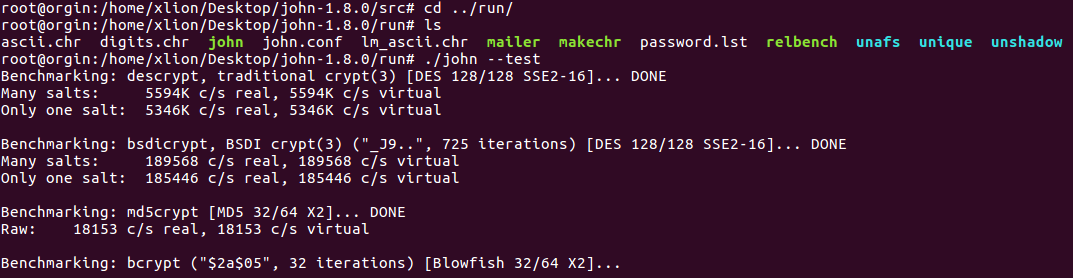 root@orgin:/home/xlion/Desktop/john-1.8.0/src# cd ../run/
root@orgin:/home/xlion/Desktop/john-1.8.0/run# ls
ascii.chr  digits.chr  john  john.conf  lm_ascii.chr  mailer  makechr  password.lst  relbench  unafs  unique  unshadow
root@orgin:/home/xlion/Desktop/john-1.8.0/run# ./john --test
Benchmarking: descrypt, traditional crypt(3) [DES 128/128 SSE2-16]... DONE
Many salts:     5594K c/s real, 5594K c/s virtual
Only one salt:  5346K c/s real, 5346K c/s virtual
Benchmarking: bsdicrypt, BSDI crypt(3) ("_J9..", 725 iterations) [DES 128/128 SSE2-16]... DONE
Many salts:     189568 c/s real, 189568 c/s virtual
Only one salt:  185446 c/s real, 185446 c/s virtual
Benchmarking: md5crypt [MD5 32/64 X2]... DONE
Raw:    18153 c/s real, 18153 c/s virtual
Benchmarking: bcrypt ("$2a$05", 32 iterations) [Blowfish 32/64 X2]...